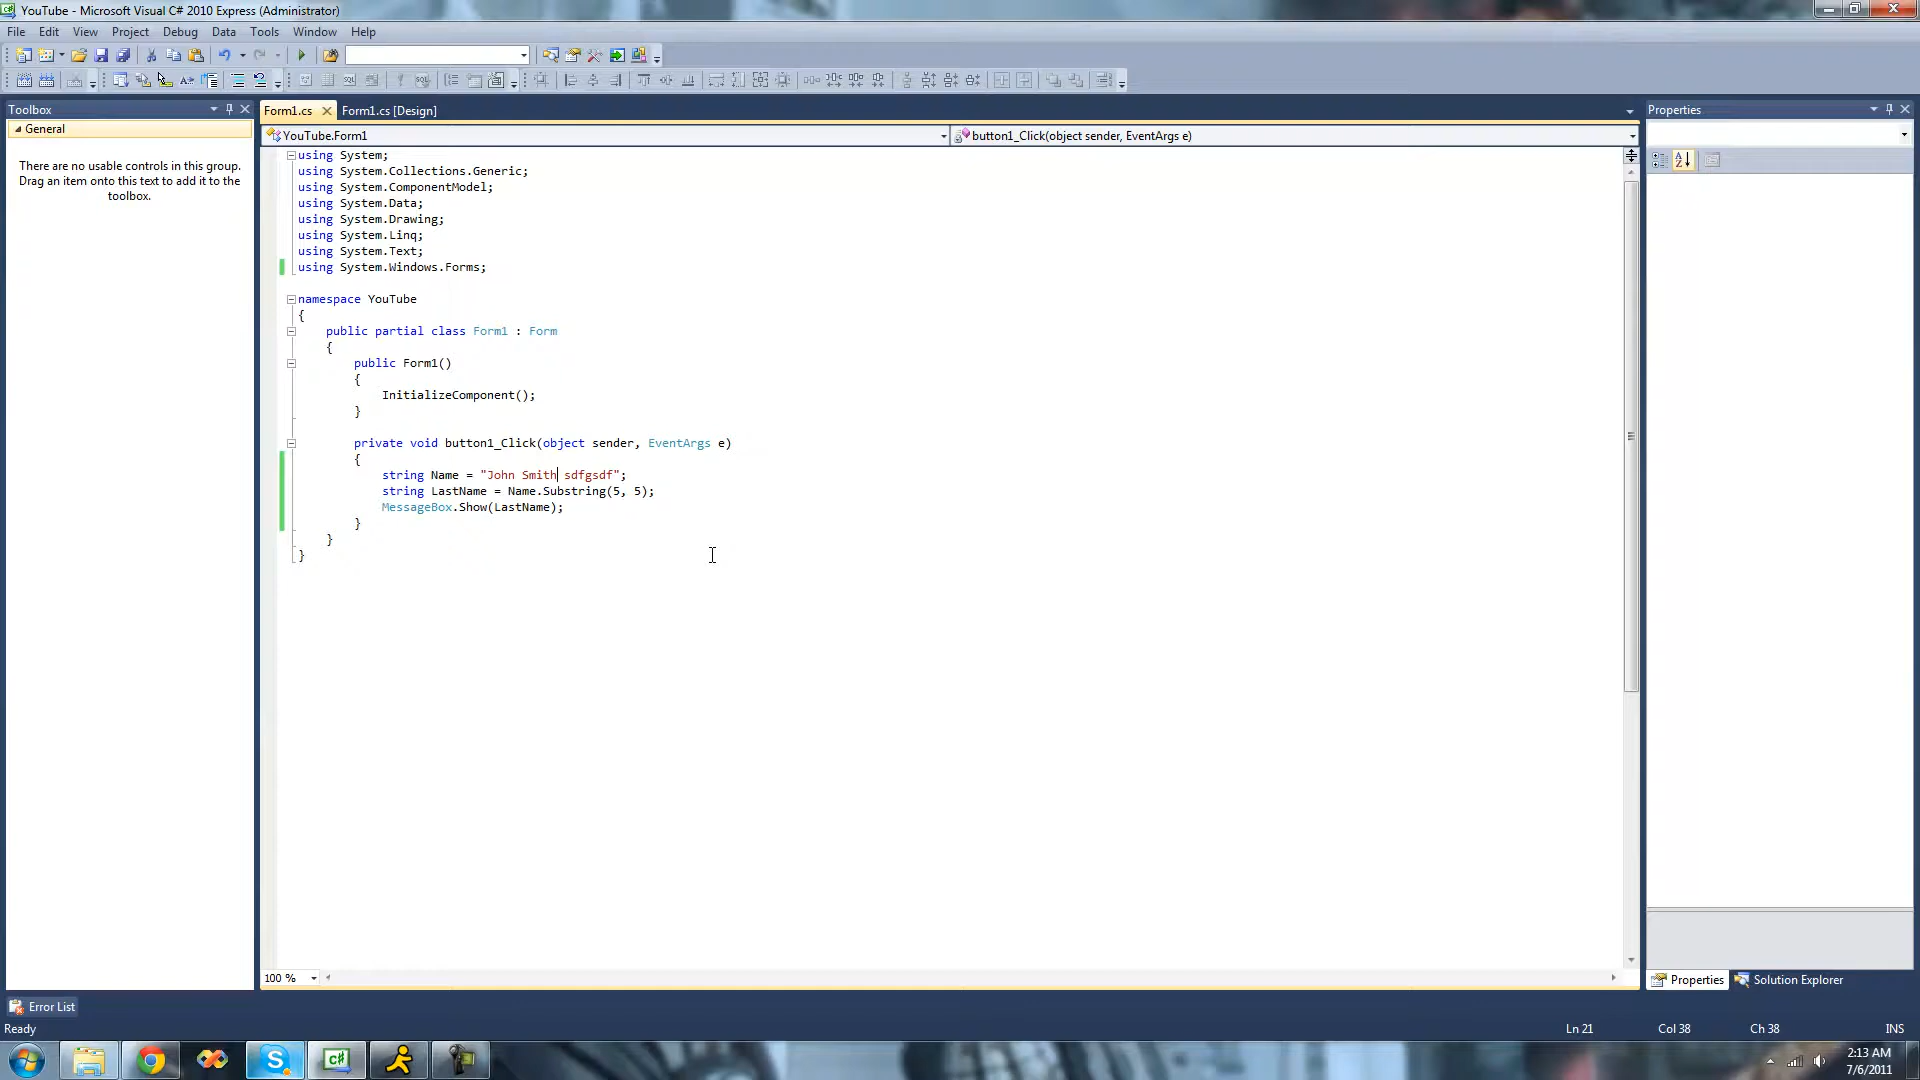 YouTube - Microsoft Visual C# 2010 Express (Administrator)
File Edit View Project Debug Data Tools Window Help
Toolbox
General
There are no usable controls in this group.
Drag an item onto this text to add it to the
toolbox.
Form1.cs Form1.cs [Design]
YouTube.Form1 button1_Click(object sender, EventArgs e)
using System;
using System.Collections.Generic;
using System.ComponentModel;
using System.Data;
using System.Drawing;
using System.Linq;
using System.Text;
using System.Windows.Forms;
namespace YouTube
{
public partial class Form1 : Form
{
public Form1()
{
InitializeComponent();
}
private void button1_Click(object sender, EventArgs e)
{
string Name = "John Smith sdfgsdf";
string LastName = Name.Substring(5, 5);
MessageBox.Show(LastName);
}
}
}
100 %
Properties
Properties Solution Explorer
Error List
Ready Ln 21 Col 38 Ch 38 INS
2:13 AM
7/6/2011